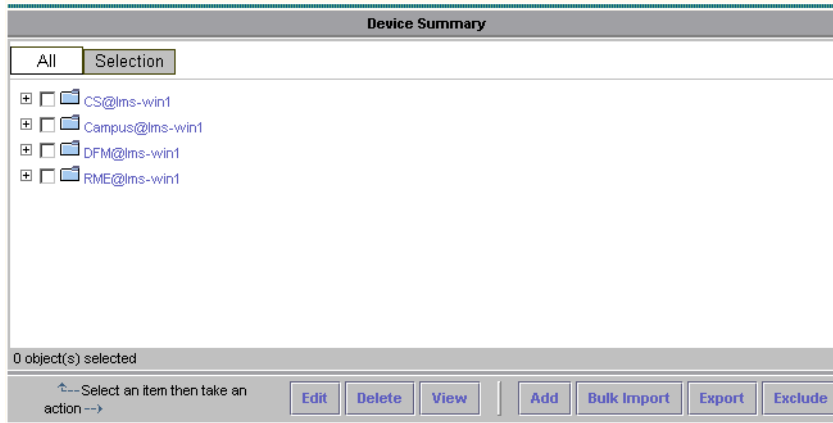 Device Summary
All Selection
CS@lms-win1
Campus@lms-win1
DFM@lms-win1
RME@lms-win1
0 object(s) selected
Select an item then take an
action
Edit Delete View Add Bulk Import Export Exclude